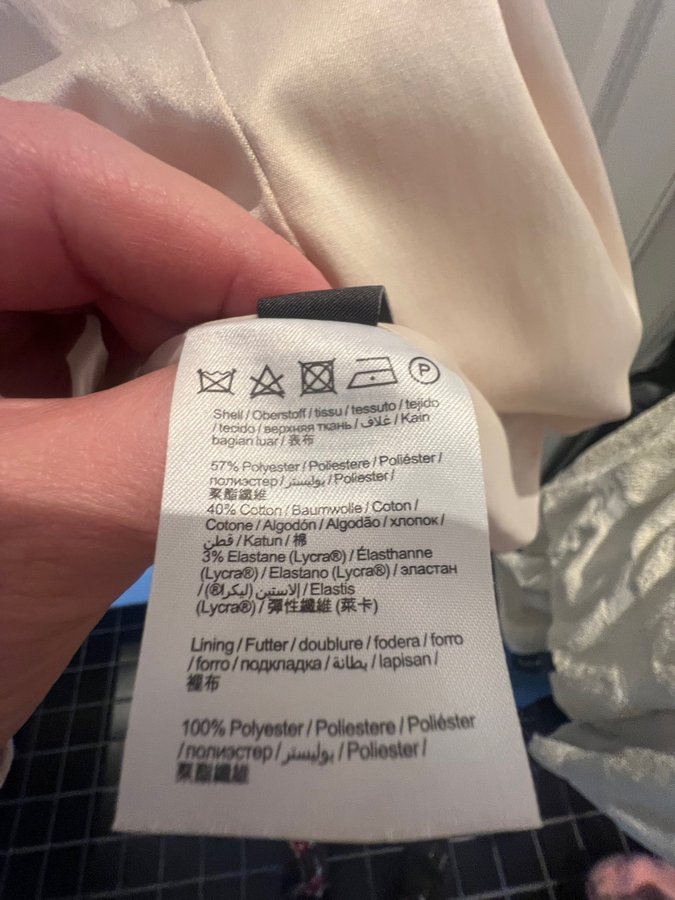 P
Shell / Oberstoff / tissu / tessuto / tejido
/ tecido / верхняя ткань / غلاف / Kain
bagian luar / 表布
57% Polyester / Poliestere / Poliéster /
полиэстер / بوليستر / Poliester /
聚酯纖維
40% Cotton / Baumwolle / Coton /
Cotone / Algodón / Algodão / хлопок /
قطن / Katun / 棉
3% Elastane (Lycra®) / Élasthanne
(Lycra®) / Elastano (Lycra®) / эластан
/ إلاستين (ليكرا®) / Elastis
(Lycra®) / 彈性纖維 (萊卡)
Lining / Futter / doublure / fodera / forro
/ forro / подкладка / بطانة / lapisan /
裡布
100% Polyester / Poliestere / Poliéster
/ полиэстер / بوليستر / Poliester /
聚酯纖維